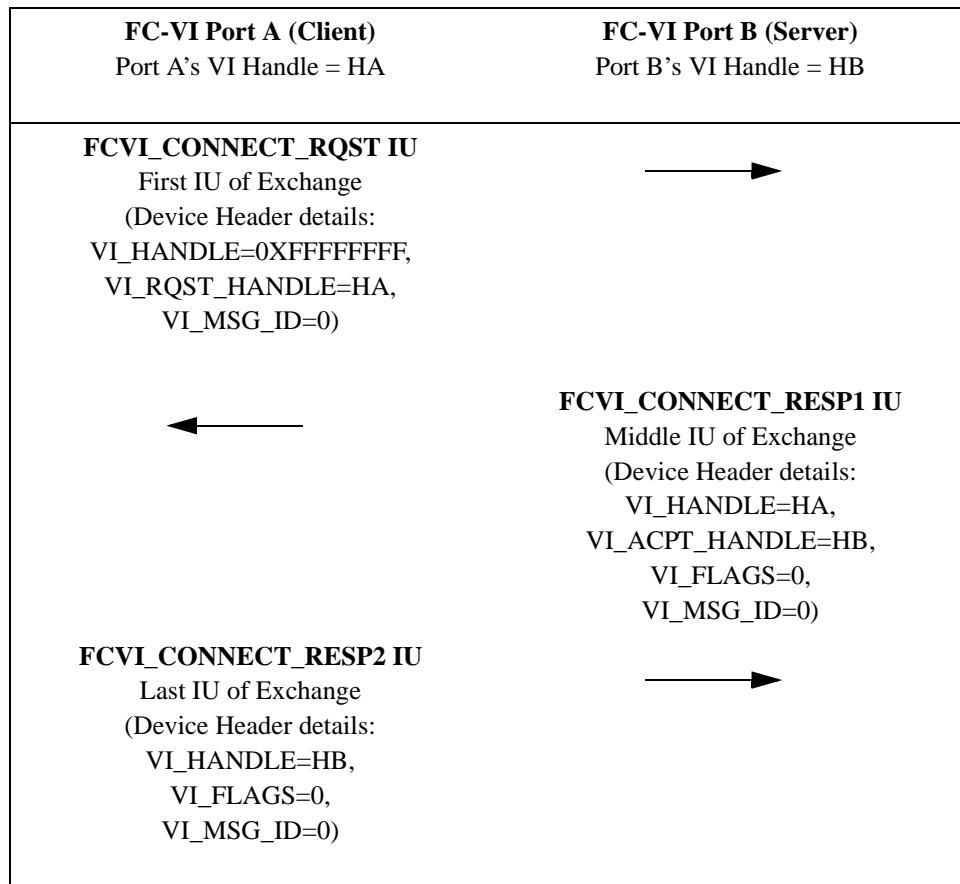 FC-VI Port A (Client)
Port A's VI Handle = HA
FC-VI Port B (Server)
Port B's VI Handle = HB
FCVI_CONNECT_RQST IU
First IU of Exchange
(Device Header details:
VI_HANDLE=0XFFFFFFFF,
VI_RQST_HANDLE=HA,
VI_MSG_ID=0)
FCVI_CONNECT_RESP1 IU
Middle IU of Exchange
(Device Header details:
VI_HANDLE=HA,
VI_ACPT_HANDLE=HB,
VI_FLAGS=0,
VI_MSG_ID=0)
FCVI_CONNECT_RESP2 IU
Last IU of Exchange
(Device Header details:
VI_HANDLE=HB,
VI_FLAGS=0,
VI_MSG_ID=0)